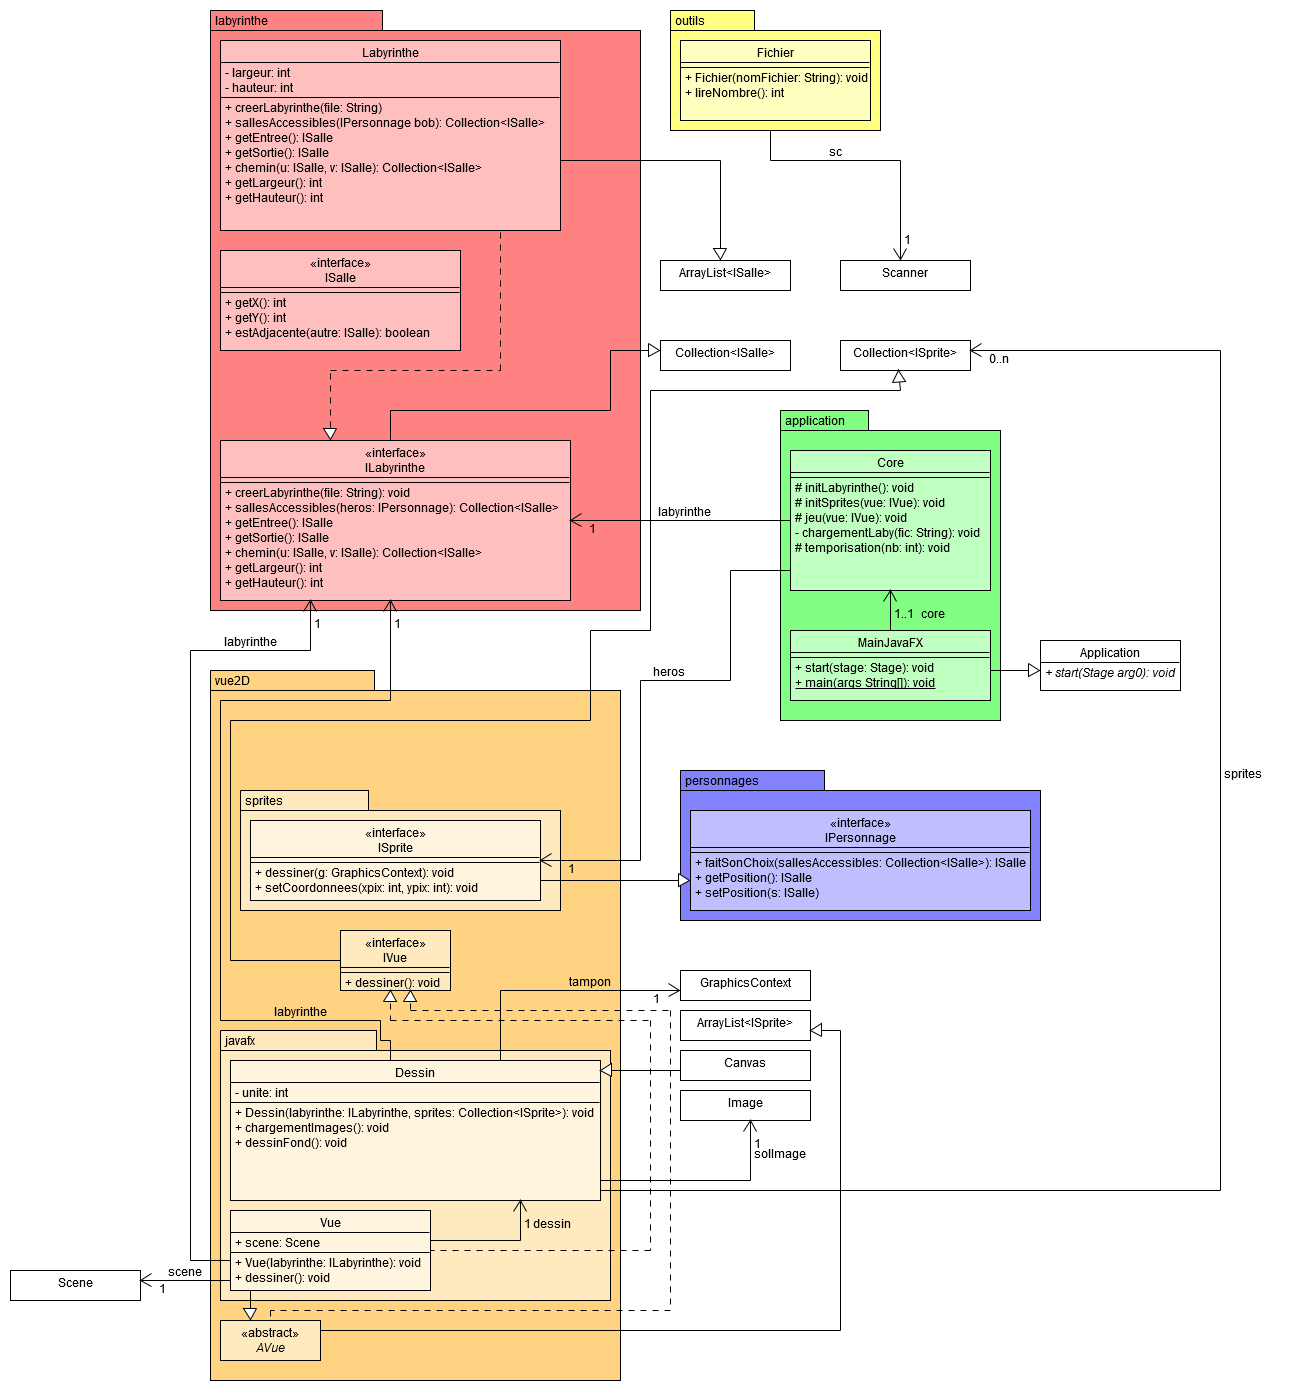 labyrinthe
Labyrinthe
- largeur: int
- hauteur: int
+ creerLabyrinthe(file: String)
+ sallesAccessibles(IPersonnage bob): Collection<ISalle>
+ getEntree(): ISalle
+ getSortie(): ISalle
+ chemin(u: ISalle, v: ISalle): Collection<ISalle>
+ getLargeur(): int
+ getHauteur(): int
«interface»
ISalle
+ getX(): int
+ getY(): int
+ estAdjacente(autre: ISalle): boolean
«interface»
ILabyrinthe
+ creerLabyrinthe(file: String): void
+ sallesAccessibles(heros: IPersonnage): Collection<ISalle>
+ getEntree(): ISalle
+ getSortie(): ISalle
+ chemin(u: ISalle, v: ISalle): Collection<ISalle>
+ getLargeur(): int
+ getHauteur(): int
outils
Fichier
+ Fichier(nomFichier: String): void
+ lireNombre(): int
sc
1
ArrayList<ISalle>
Scanner
Collection<ISalle>
Collection<ISprite>
0..n
application
Core
# initLabyrinthe(): void
# initSprites(vue: IVue): void
# jeu(vue: IVue): void
- chargementLaby(fic: String): void
# temporisation(nb: int): void
labyrinthe
1
1..1 core
MainJavaFX
+ start(stage: Stage): void
+ main(args String[]): void
Application
+ start(Stage arg0): void
1
1
labyrinthe
heros
vue2D
sprites
sprites
«interface»
ISprite
+ dessiner(g: GraphicsContext): void
+ setCoordonnees(xpix: int, ypix: int): void
1
personnages
«interface»
IPersonnage
+ faitSonChoix(sallesAccessibles: Collection<ISalle>): ISalle
+ getPosition(): ISalle
+ setPosition(s: ISalle)
«interface»
IVue
+ dessiner(): void
tampon
1
GraphicsContext
ArrayList<ISprite>
Canvas
Image
labyrinthe
javafx
Dessin
- unite: int
+ Dessin(labyrinthe: ILabyrinthe, sprites: Collection<ISprite>): void
+ chargementImages(): void
+ dessinFond(): void
1
solImage
Vue
+ scene: Scene
+ Vue(labyrinthe: ILabyrinthe): void
+ dessiner(): void
1 dessin
scene
1
Scene
«abstract»
AVue